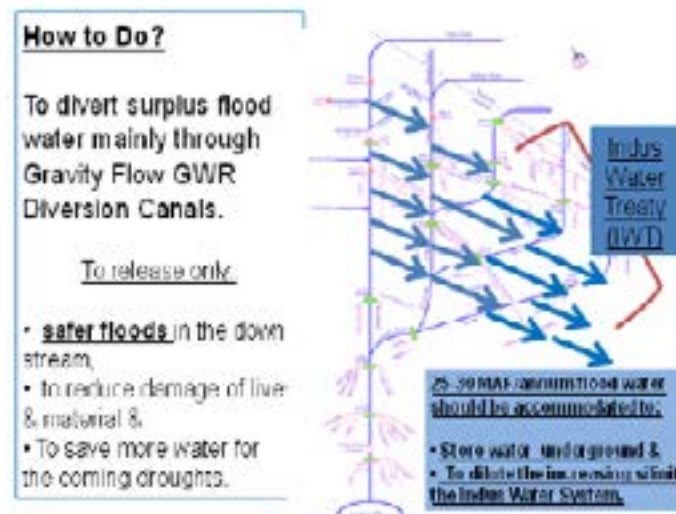 How to Do?
To divert surplus flood
water mainly through
Gravity Flow GWR
Diversion Canals.
To release only:
• safer floods in the down
stream,
• to reduce damage of live
& material &
• To save more water for
the coming droughts.
Indus
Water
Treaty
(IWT)
25-30 MAF/annum flood water
should be accommodated to:
• Store water underground &
• To dilute the increasing
the Indus Water System.